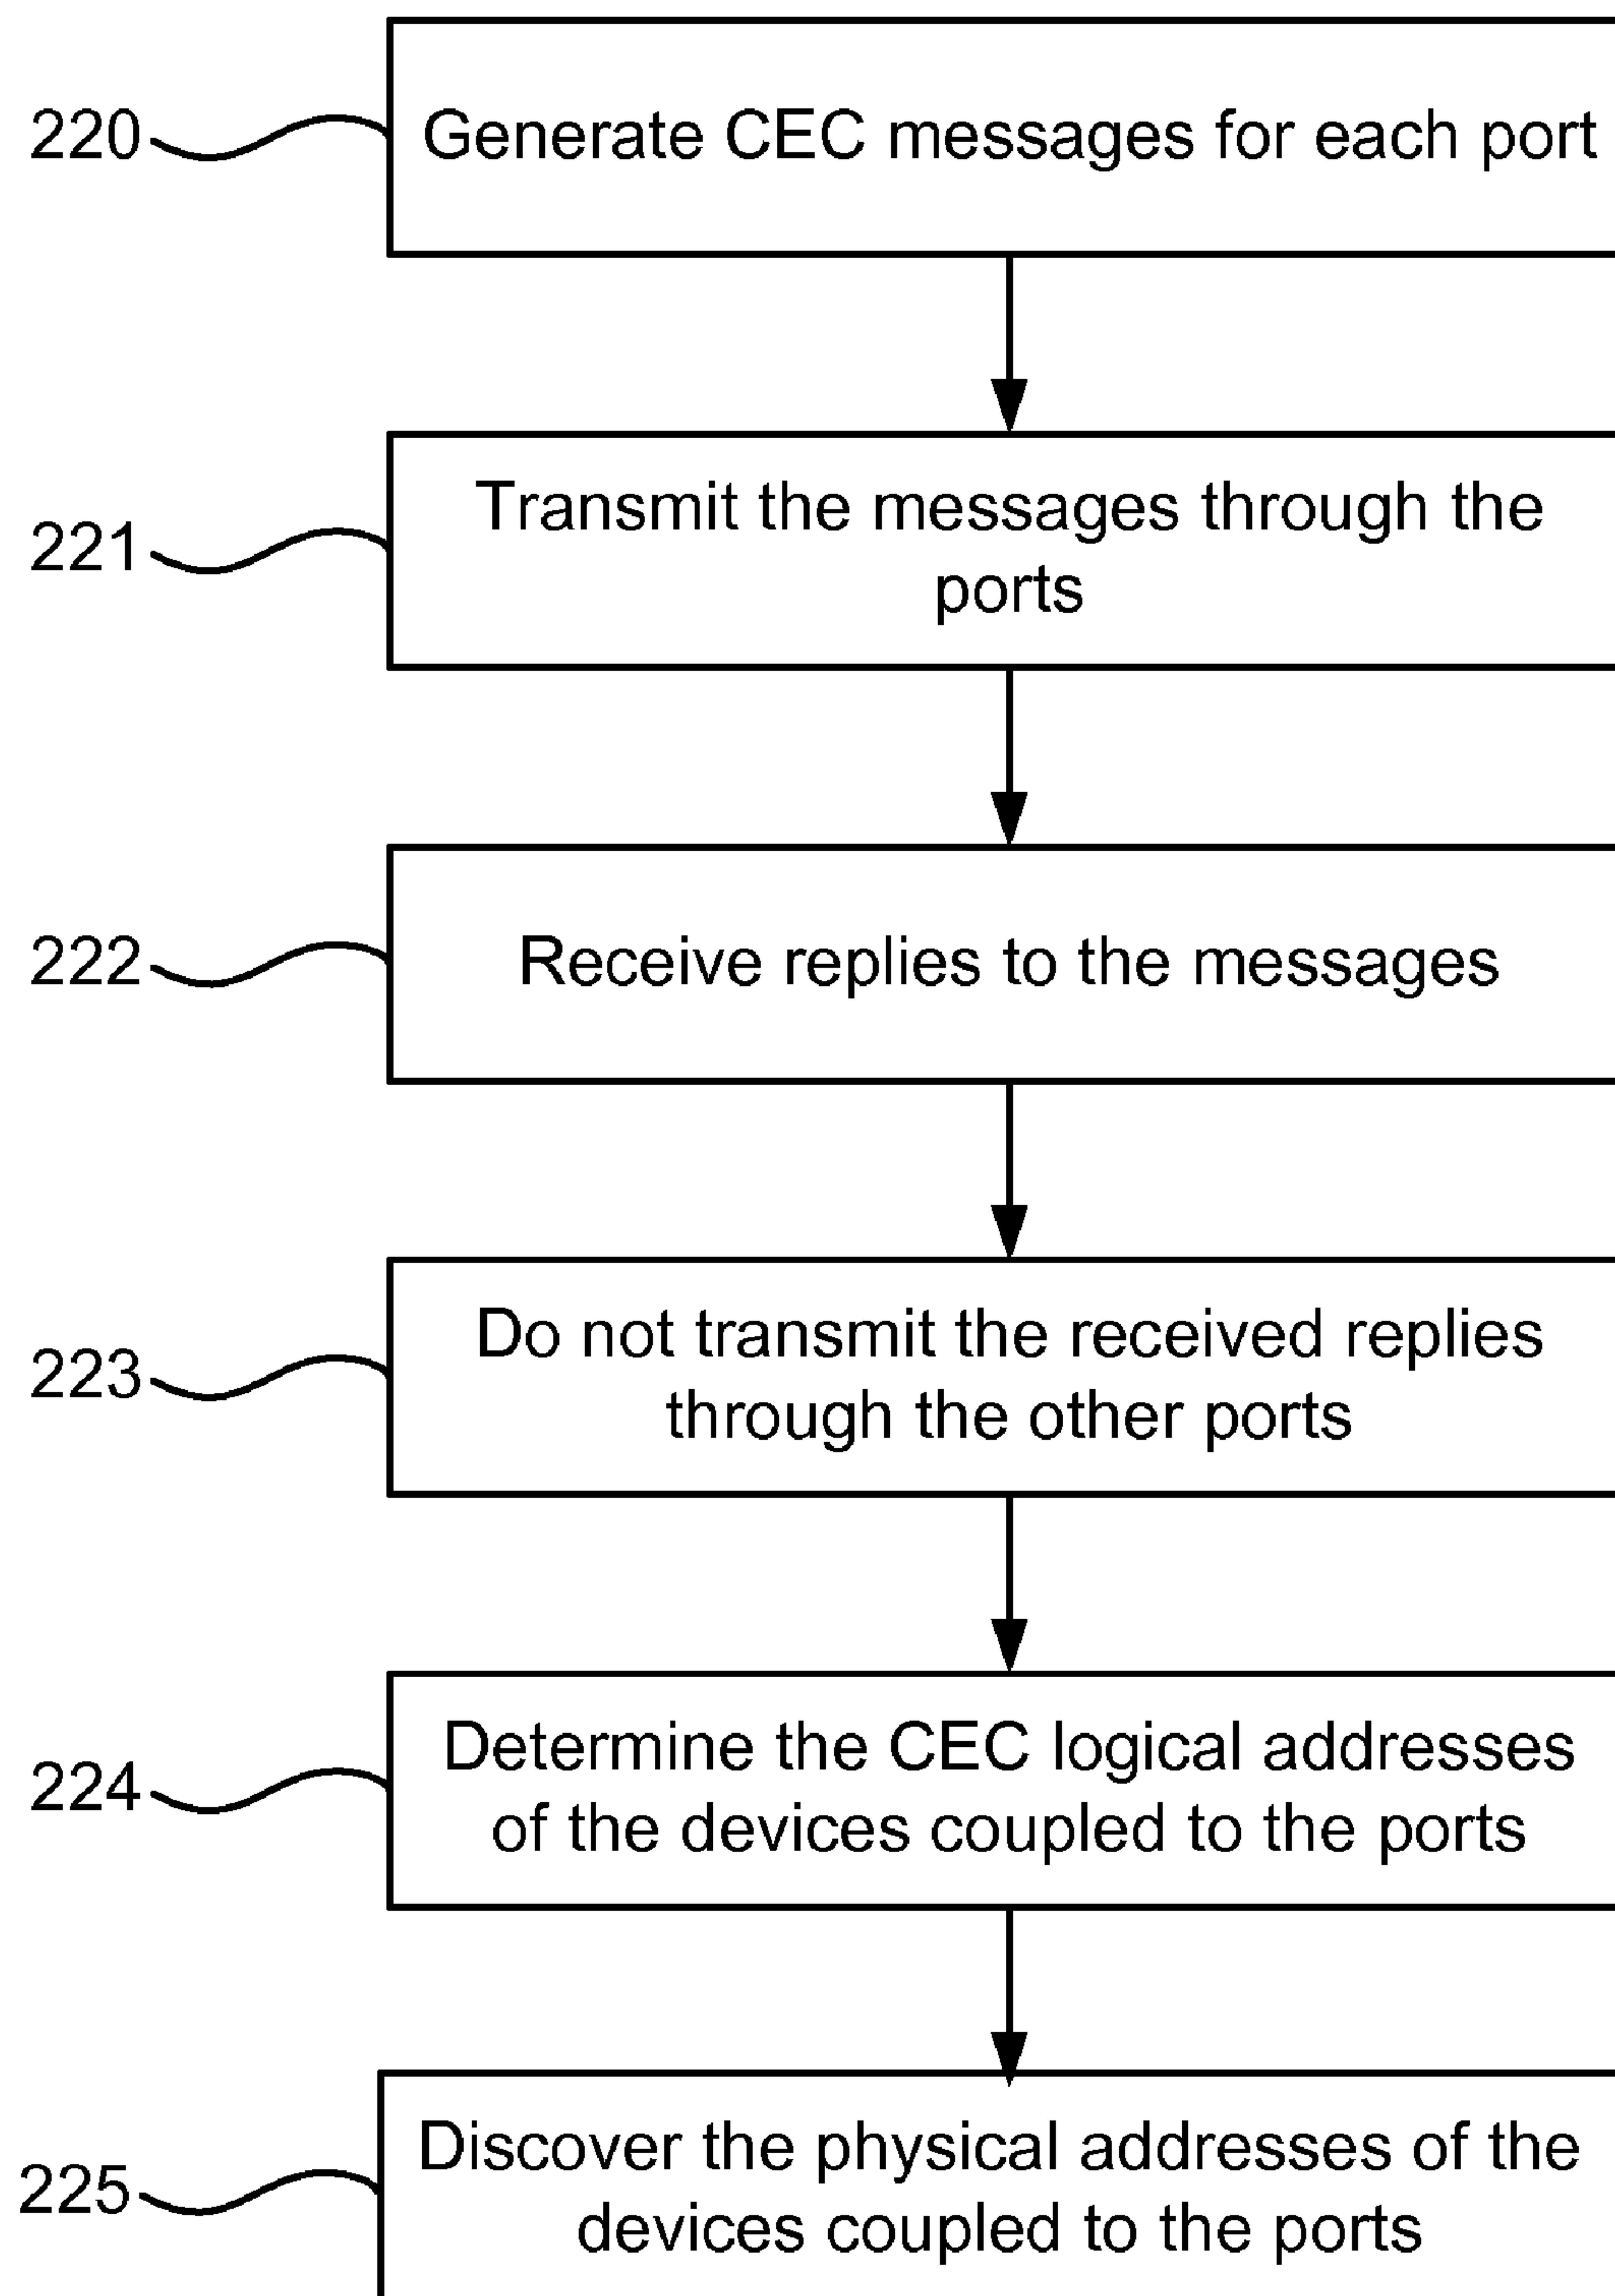 220
Generate CEC messages for each port
221
Transmit the messages through the
ports
222
Receive replies to the messages
223
Do not transmit the received replies
through the other ports
224
Determine the CEC logical addresses
of the devices coupled to the ports
225
Discover the physical addresses of the
devices coupled to the ports